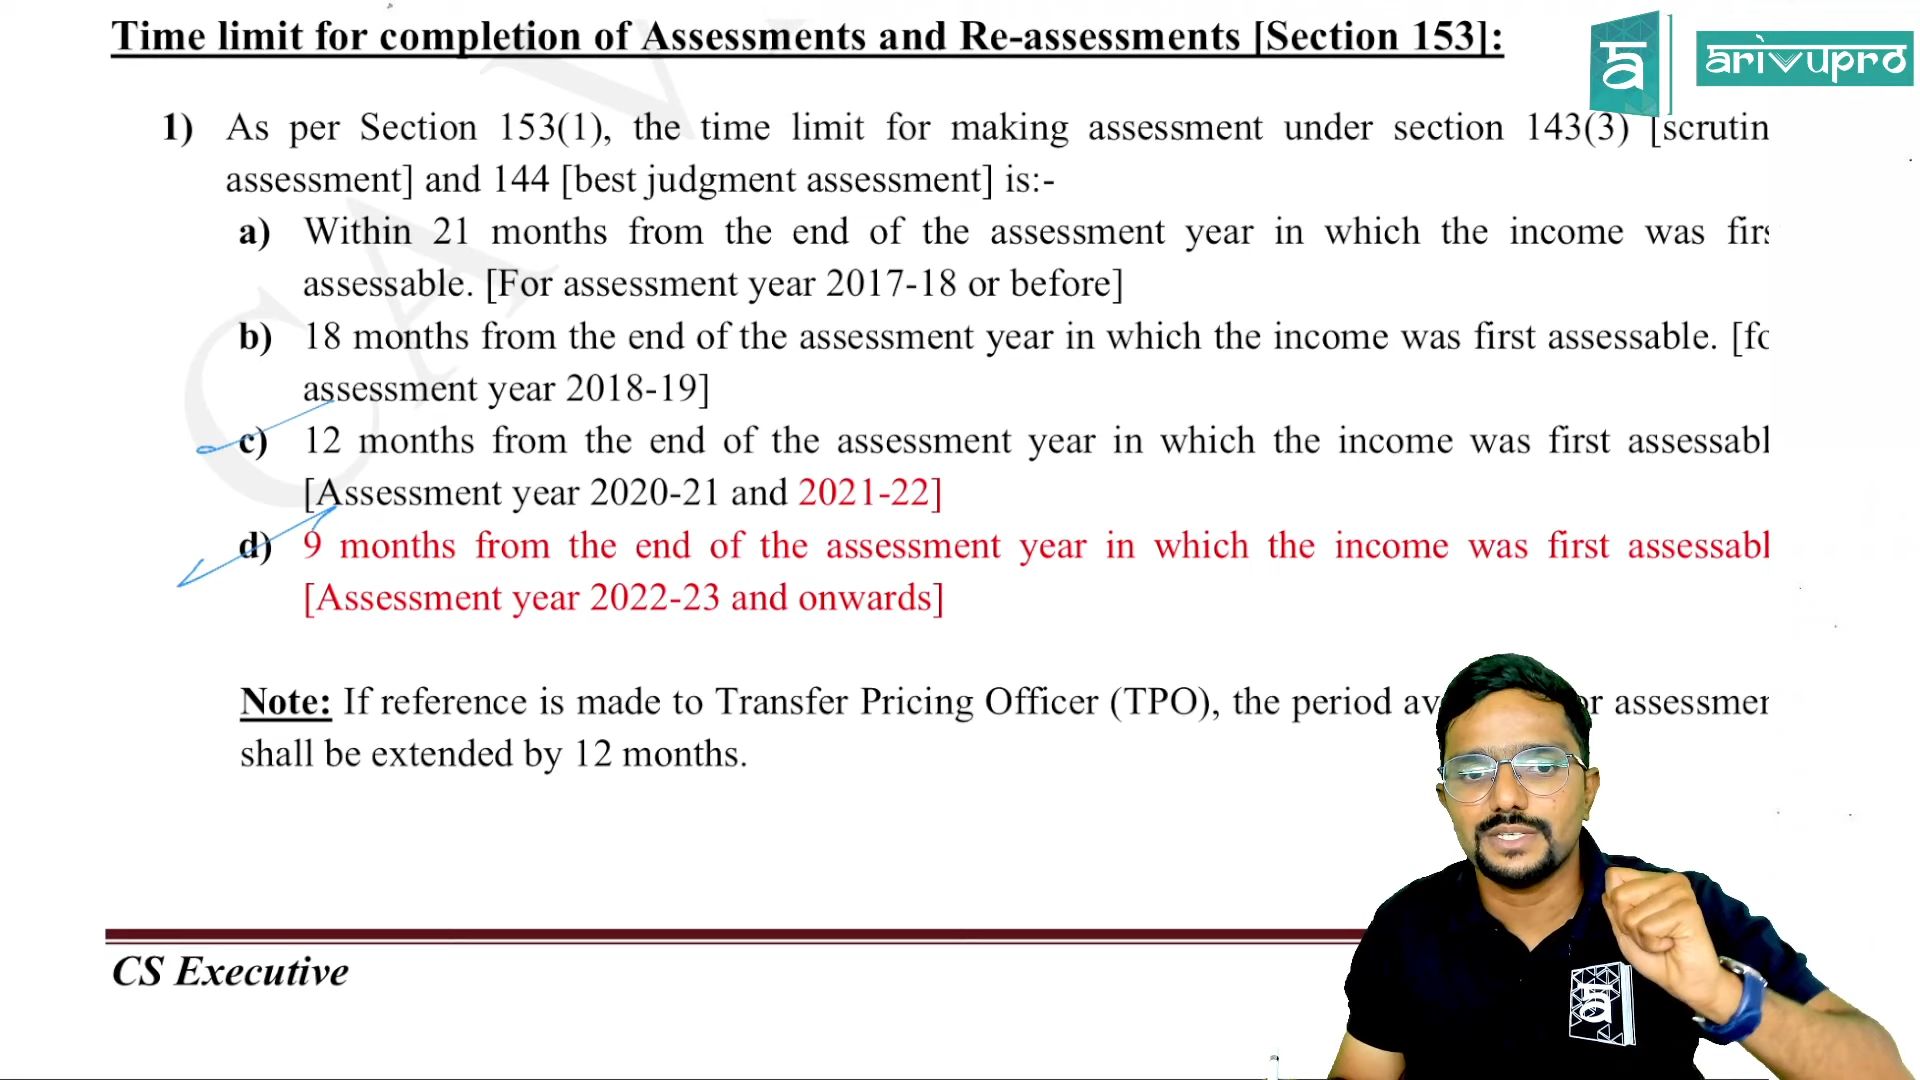 Time limit for completion of Assessments and Re-assessments [Section 153]:
arivupro
1) As per Section 153(1), the time limit for making assessment under section 143(3) [scrutin
assessment] and 144 [best judgment assessment] is:-
a) Within 21 months from the end of the assessment year in which the income was firs
assessable. [For assessment year 2017-18 or before]
b) 18 months from the end of the assessment year in which the income was first assessable. [fo
assessment year 2018-19]
c) 12 months from the end of the assessment year in which the income was first assessabl
[Assessment year 2020-21 and 2021-22]
d) 9 months from the end of the assessment year in which the income was first assessabl
[Assessment year 2022-23 and onwards]
Note: If reference is made to Transfer Pricing Officer (TPO), the period av or assessmen
shall be extended by 12 months.
CS Executive